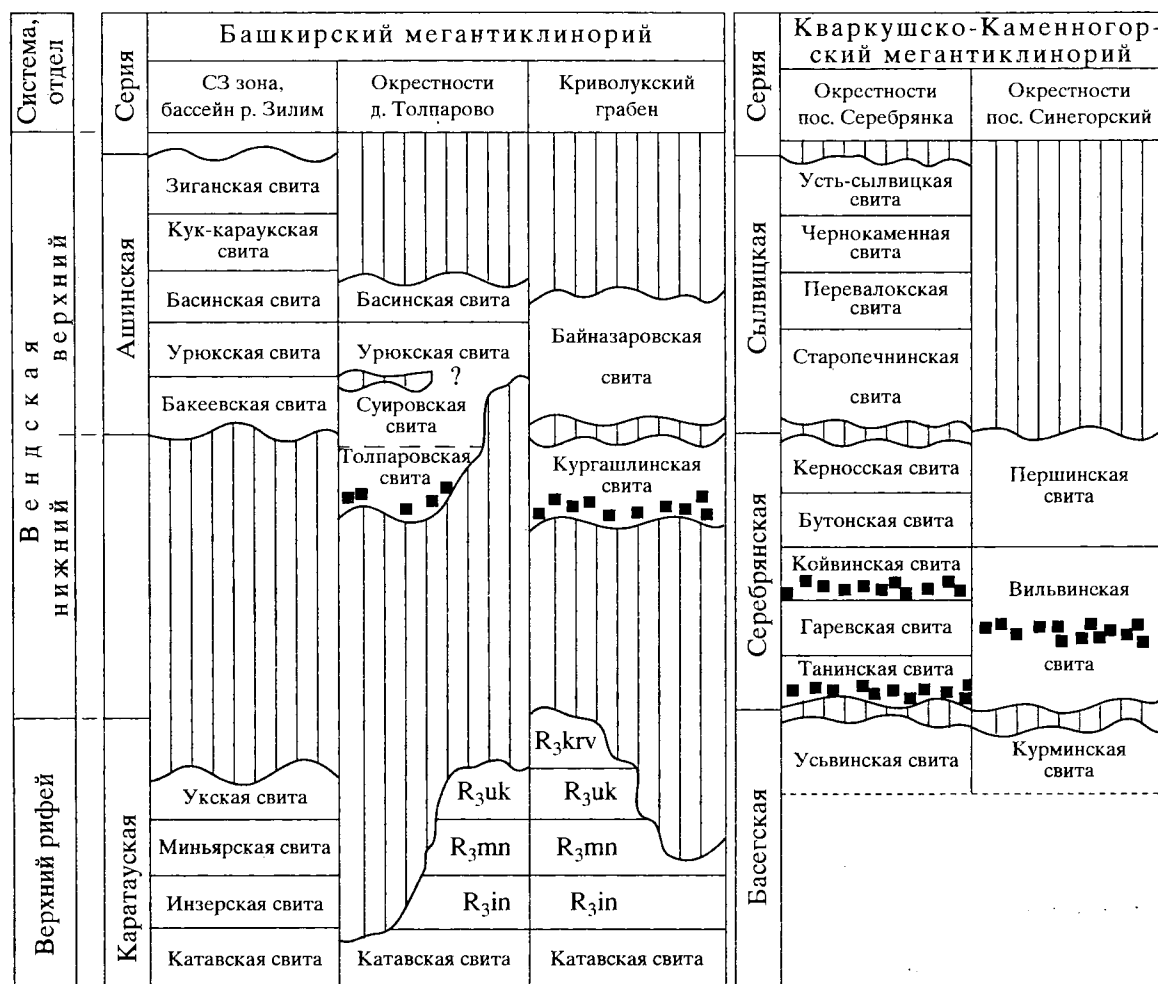 Система,
отдел
Серия
Башкирский мегантиклинорий
СЗ зона,
бассейн р. Зилим
Окрестности
д. Толпарово
Криволукский
грабен
Серия
Кваркушско-Каменногор-
ский мегантиклинорий
Окрестности
пос. Серебрянка
Окрестности
пос. Синегорский
Вендская
верхний
нижний
Верхний рифей
Ашинская
Каратауская
Зиганская свита
Кук-караукская
свита
Басинская свита
Урюкская свита
Бакеевская свита
Укская свита
Миньярская свита
Инзерская свита
Катавская свита
Басинская свита
Урюкская свита
?
Суировская
свита
Толпаровская
свита
R₃uk
R₃mn
R₃in
Катавская свита
Байназаровская
свита
Кургашлинская
свита
R₃krv
R₃uk
R₃mn
R₃in
Катавская свита
Сылвицкая
Серебрянская
Басегская
Усть-сылвицкая
свита
Чернокаменная
свита
Перевалокская
свита
Старопечнинская
свита
Керносская свита
Бутонская свита
Койвинская свита
Гаревская свита
Танинская свита
Усьвинская свита
Першинская
свита
Вильвинская
свита
Курминская
свита